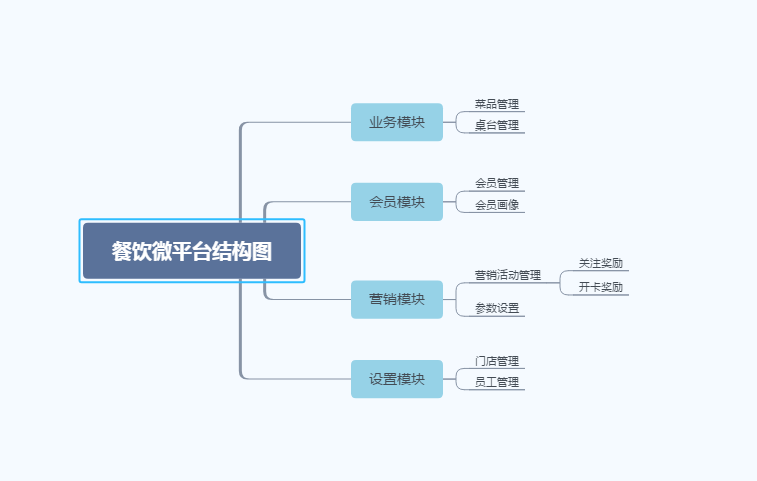 餐饮微平台结构图
业务模块
菜品管理
桌台管理
会员模块
会员管理
会员画像
营销模块
营销活动管理
关注奖励
开卡奖励
参数设置
设置模块
门店管理
员工管理